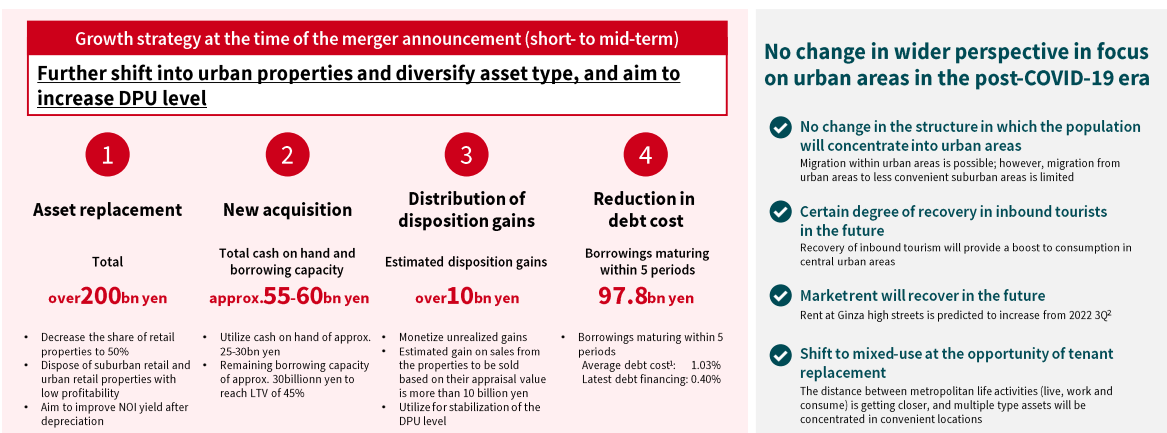 Growth strategy at the time of the merger announcement (short- to mid-term)
Further shift into urban properties and diversify asset type, and aim to
increase DPU level
1
Asset replacement
Total
over200bn yen
• Decrease the share of retail
properties to 50%
• Dispose of suburban retail and
urban retail properties with
low profitability
• Aim to improve NOI yield after
depreciation
2
New acquisition
Total cash on hand and
borrowing capacity
approx.55-60bn yen
• Utilize cash on hand of approx.
25-30bn yen
• Remaining borrowing capacity
of approx. 30billionn yen to
reach LTV of 45%
3
Distribution of
disposition gains
Estimated disposition gains
over10bn yen
• Monetize unrealized gains
• Estimated gain on sales from
the properties to be sold
based on their appraisal value
is more than 10 billion yen
• Utilize for stabilization of the
DPU level
4
Reduction in
debt cost
Borrowings maturing
within 5 periods
97.8bn yen
• Borrowings maturing within 5
periods
Average debt cost¹: 1.03%
Latest debt financing: 0.40%
No change in wider perspective in focus
on urban areas in the post-COVID-19 era
No change in the structure in which the population
will concentrate into urban areas
Migration within urban areas is possible; however, migration from
urban areas to less convenient suburban areas is limited
Certain degree of recovery in inbound tourists
in the future
Recovery of inbound tourism will provide a boost to consumption in
central urban areas
Market rent will recover in the future
Rent at Ginza high streets is predicted to increase from 2022 3Q²
Shift to mixed-use at the opportunity of tenant
replacement
The distance between metropolitan life activities (live, work and
consume) is getting closer, and multiple type assets will be
concentrated in convenient locations